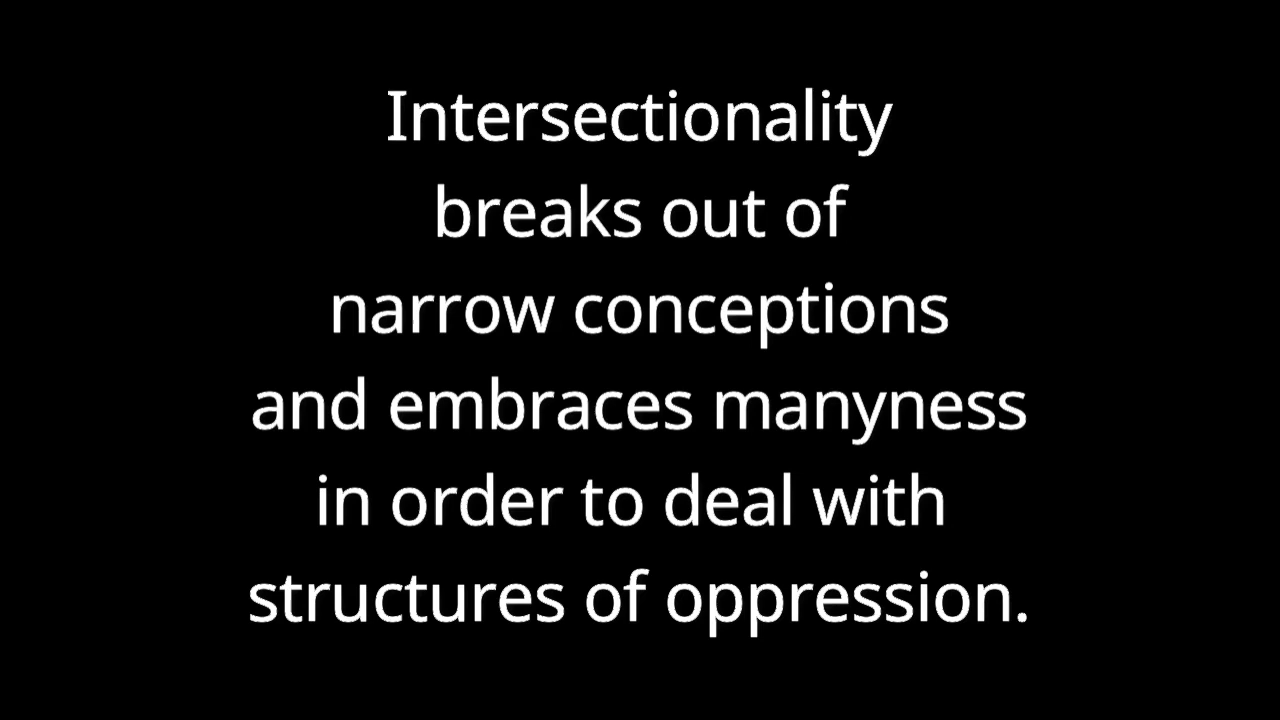 Intersectionality
breaks out of
narrow conceptions
and embraces manyness
in order to deal with
structures of oppression.